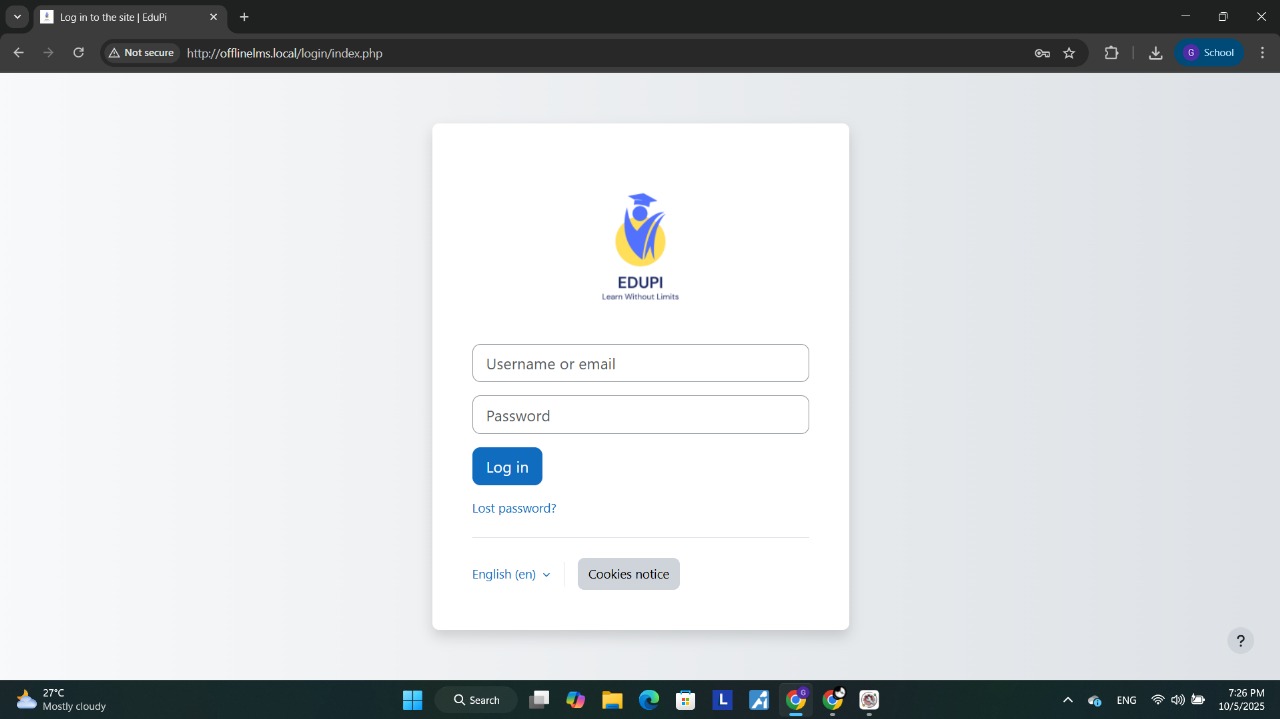 Log in to the site | EduPi
Not secure
http://offlinelms.local/login/index.php
G
School
EDUPI
Learn Without Limits
Username or email
Password
Log in
Lost password?
English (en)
Cookies notice
?
27°C
Mostly cloudy
Search
L
G
ENG
7:26 PM
10/5/2025